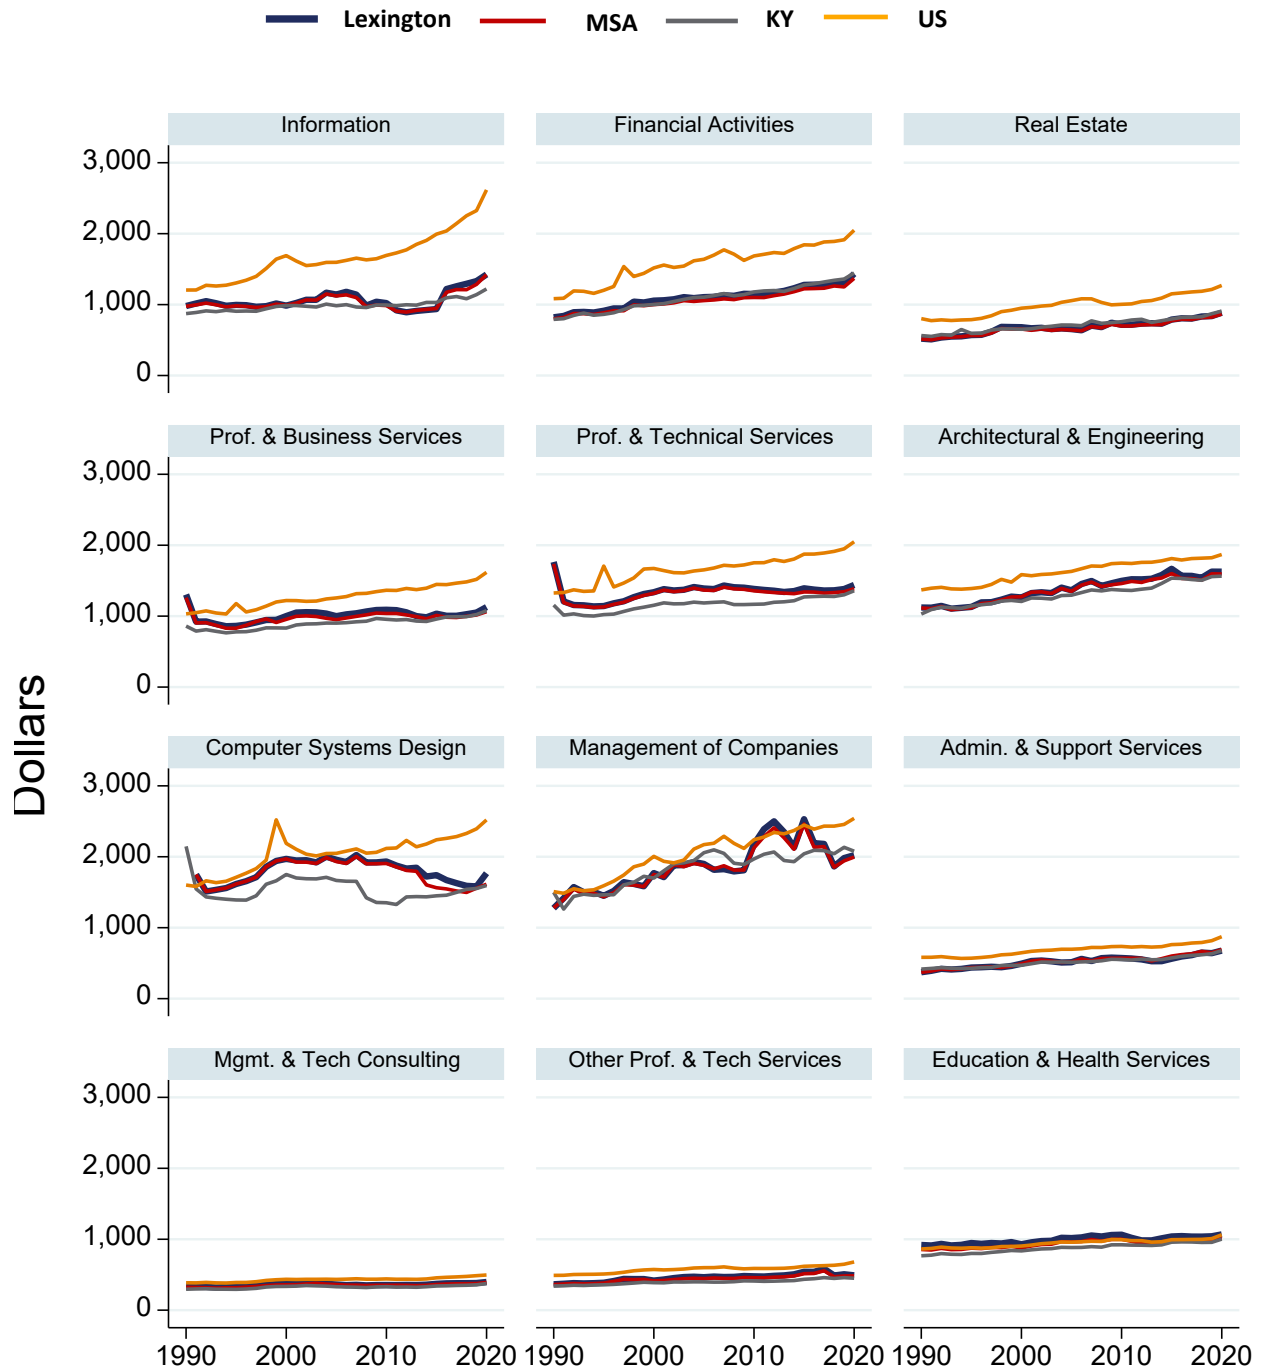 Lexington MSA KY US
Information Financial Activities Real Estate
3,000
2,000
1,000
0
Prof. & Business Services Prof. & Technical Services Architectural & Engineering
3,000
2,000
1,000
0
Dollars
Computer Systems Design Management of Companies Admin. & Support Services
3,000
2,000
1,000
0
Mgmt. & Tech Consulting Other Prof. & Tech Services Education & Health Services
3,000
2,000
1,000
0
1990 2000 2010 2020 1990 2000 2010 2020 1990 2000 2010 2020